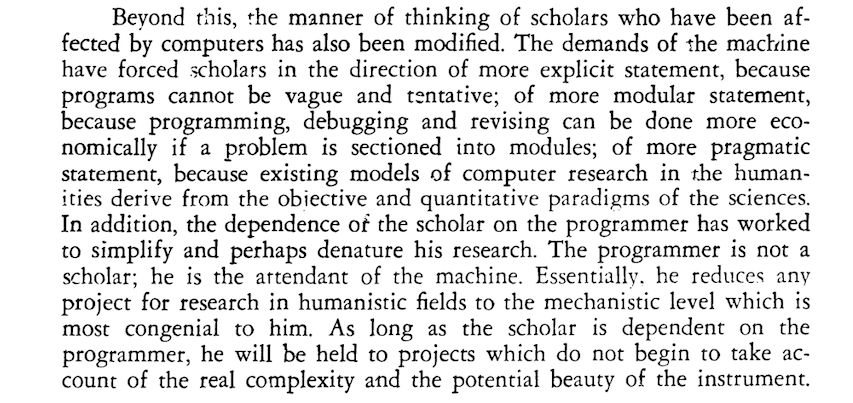 Beyond this, the manner of thinking of scholars who have been af-
fected by computers has also been modified. The demands of the machine
have forced scholars in the direction of more explicit statement, because
programs cannot be vague and tentative; of more modular statement,
because programming, debugging and revising can be done more eco-
nomically if a problem is sectioned into modules; of more pragmatic
statement, because existing models of computer research in the human-
ities derive from the objective and quantitative paradigms of the sciences.
In addition, the dependence of the scholar on the programmer has worked
to simplify and perhaps denature his research. The programmer is not a
scholar; he is the attendant of the machine. Essentially, he reduces any
project for research in humanistic fields to the mechanistic level which is
most congenial to him. As long as the scholar is dependent on the
programmer, he will be held to projects which do not begin to take ac-
count of the real complexity and the potential beauty of the instrument.